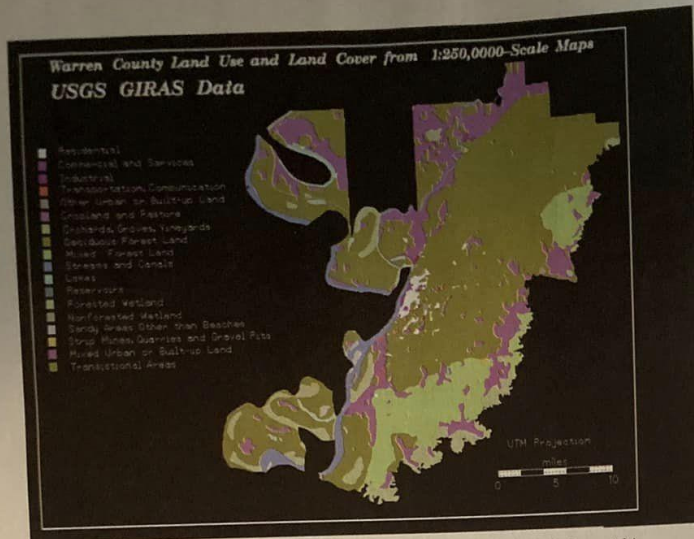 Warren County Land Use and Land Cover from 1:250,0000-Scale Maps
USGS GIRAS Data
Residential
Commercial and Services
Industrial
Transportation, Comunication
Other Urban or Built-up Land
Cropland and Pasture
Orchards, Groves, Vineyards
Deciduous Forest Land
Mixed Forest Land
Streams and Canals
Lakes
Reservoirs
Forested Wetland
Nonforested Wetland
Sandy Areas Other than Beaches
Strip Mines, Quarries and Gravel Pits
Mixed Urban or Built-up Land
Transitional Areas
UTM Projection
miles
0 5 10